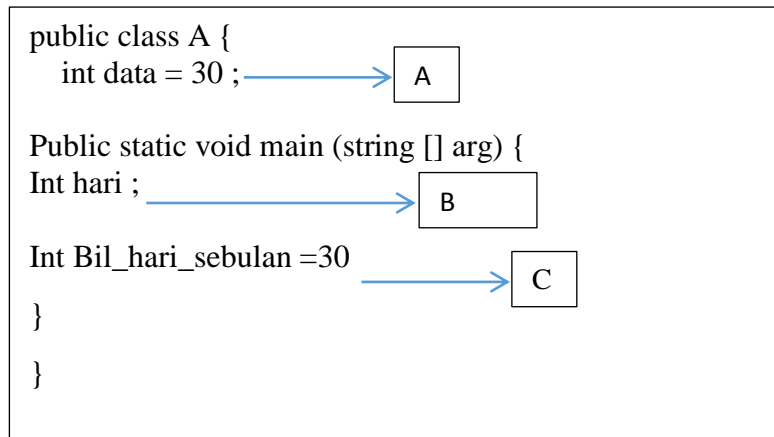 public class A {
int data = 30 ; A
Public static void main (string [] arg) {
Int hari ;
B
Int Bil_hari_sebulan =30
C
}
}